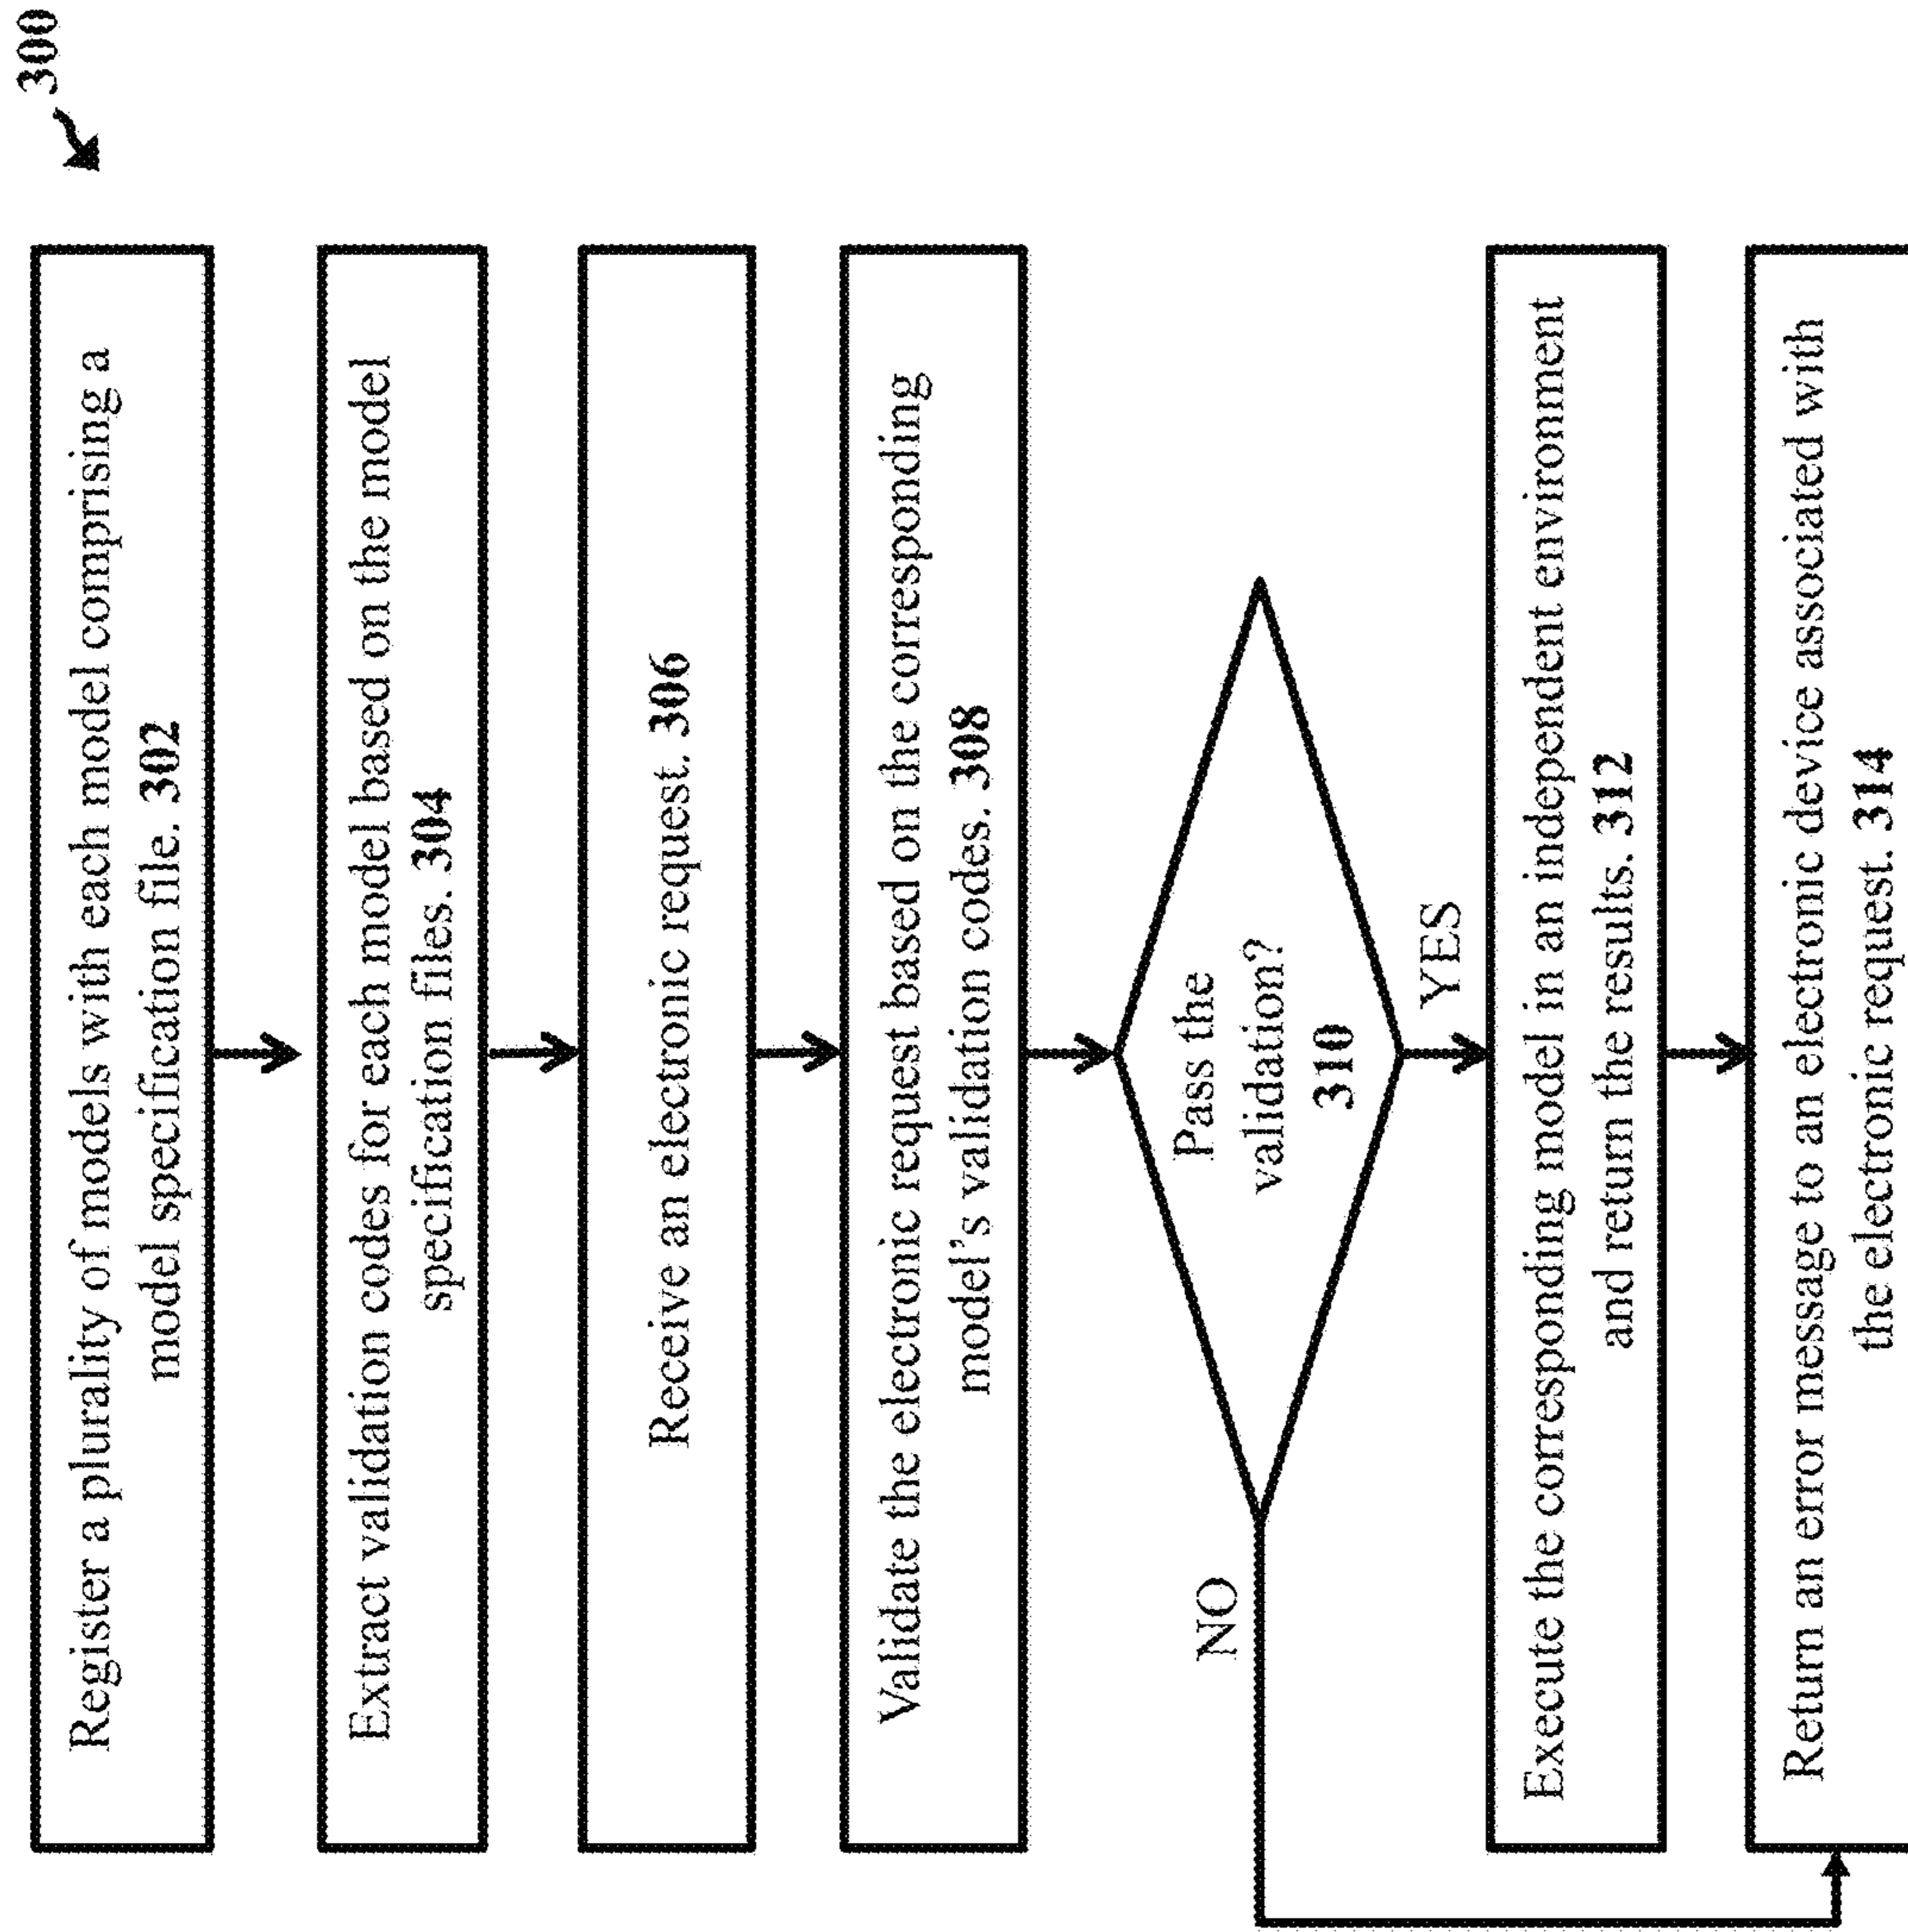 300
Register a plurality of models with each model comprising a
model specification file. 302
Extract validation codes for each model based on the model
specification files. 304
Receive an electronic request. 306
Validate the electronic request based on the corresponding
model's validation codes. 308
Pass the
validation?
310
NO
YES
Execute the corresponding model in an independent environment
and return the results. 312
Return an error message to an electronic device associated with
the electronic request. 314